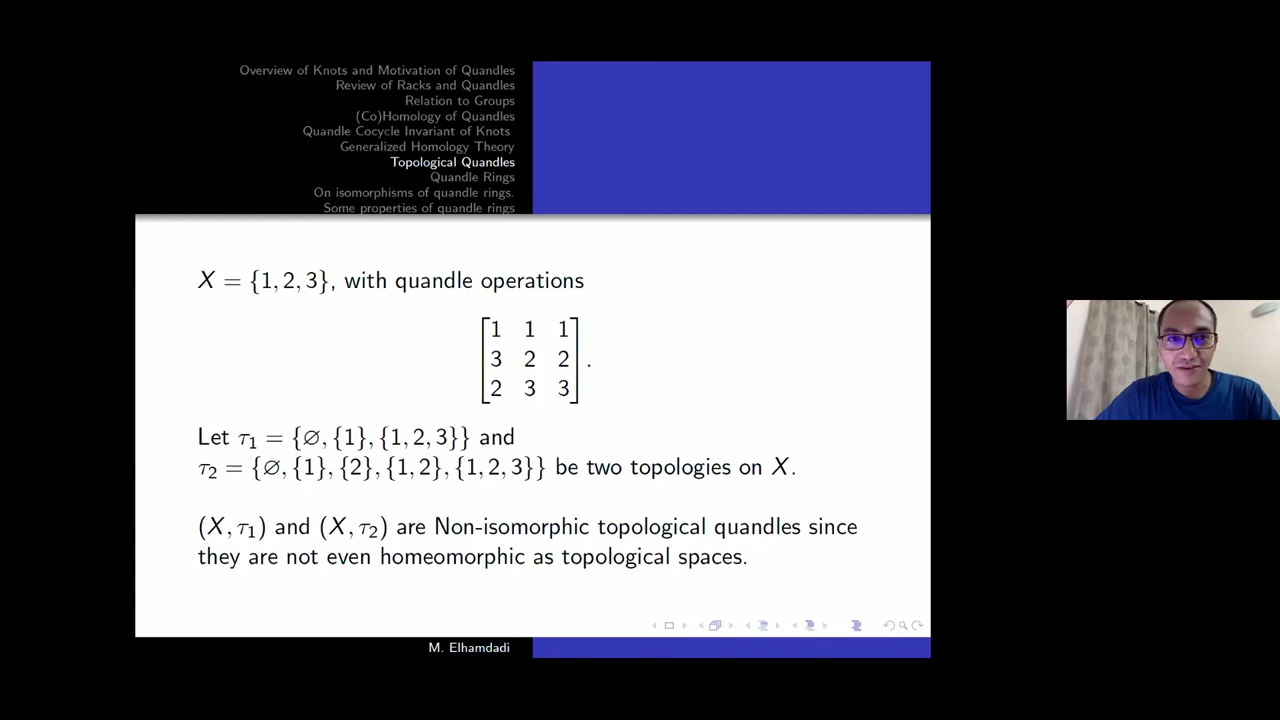 Overview of Knots and Motivation of Quandles
Review of Racks and Quandles
Relation to Groups
(Co)Homology of Quandles
Quandle Cocycle Invariant of Knots
Generalized Homology Theory
Topological Quandles
Quandle Rings
On isomorphisms of quandle rings.
Some properties of quandle rings
X = {1, 2, 3}, with quandle operations
1 1 1
3 2 2
2 3 3 .
Let τ₁ = {∅, {1}, {1, 2, 3}} and
τ₂ = {∅, {1}, {2}, {1, 2}, {1, 2, 3}} be two topologies on X.
(X, τ₁) and (X, τ₂) are Non-isomorphic topological quandles since
they are not even homeomorphic as topological spaces.
M. Elhamdadi